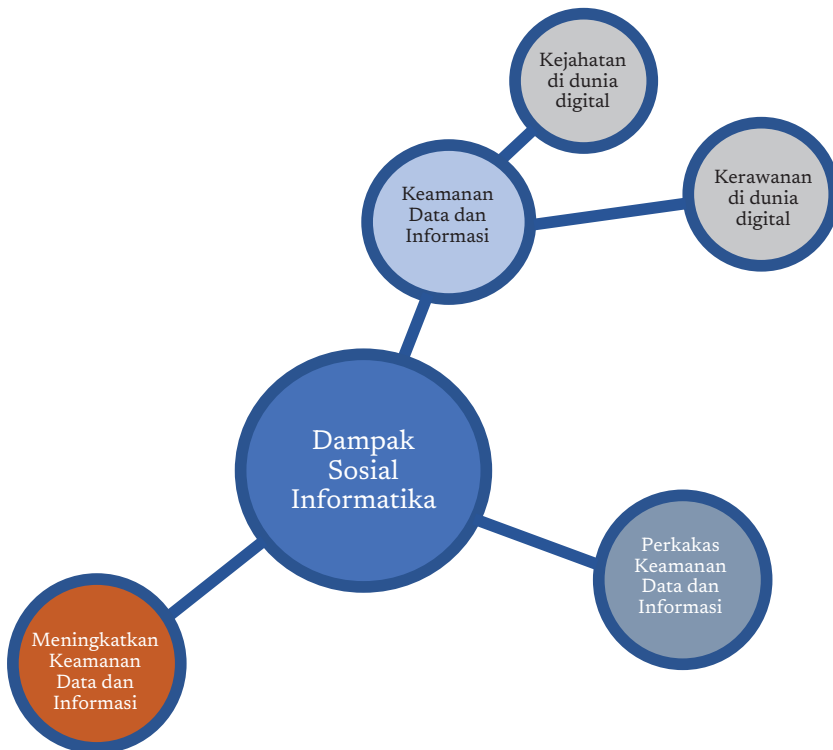 Kejahatan
di dunia
digital
Kerawanan
di dunia
digital
Keamanan
Data dan
Informasi
Dampak
Sosial
Informatika
Perkakas
Keamanan
Data dan
Informasi
Meningkatkan
Keamanan
Data dan
Informasi